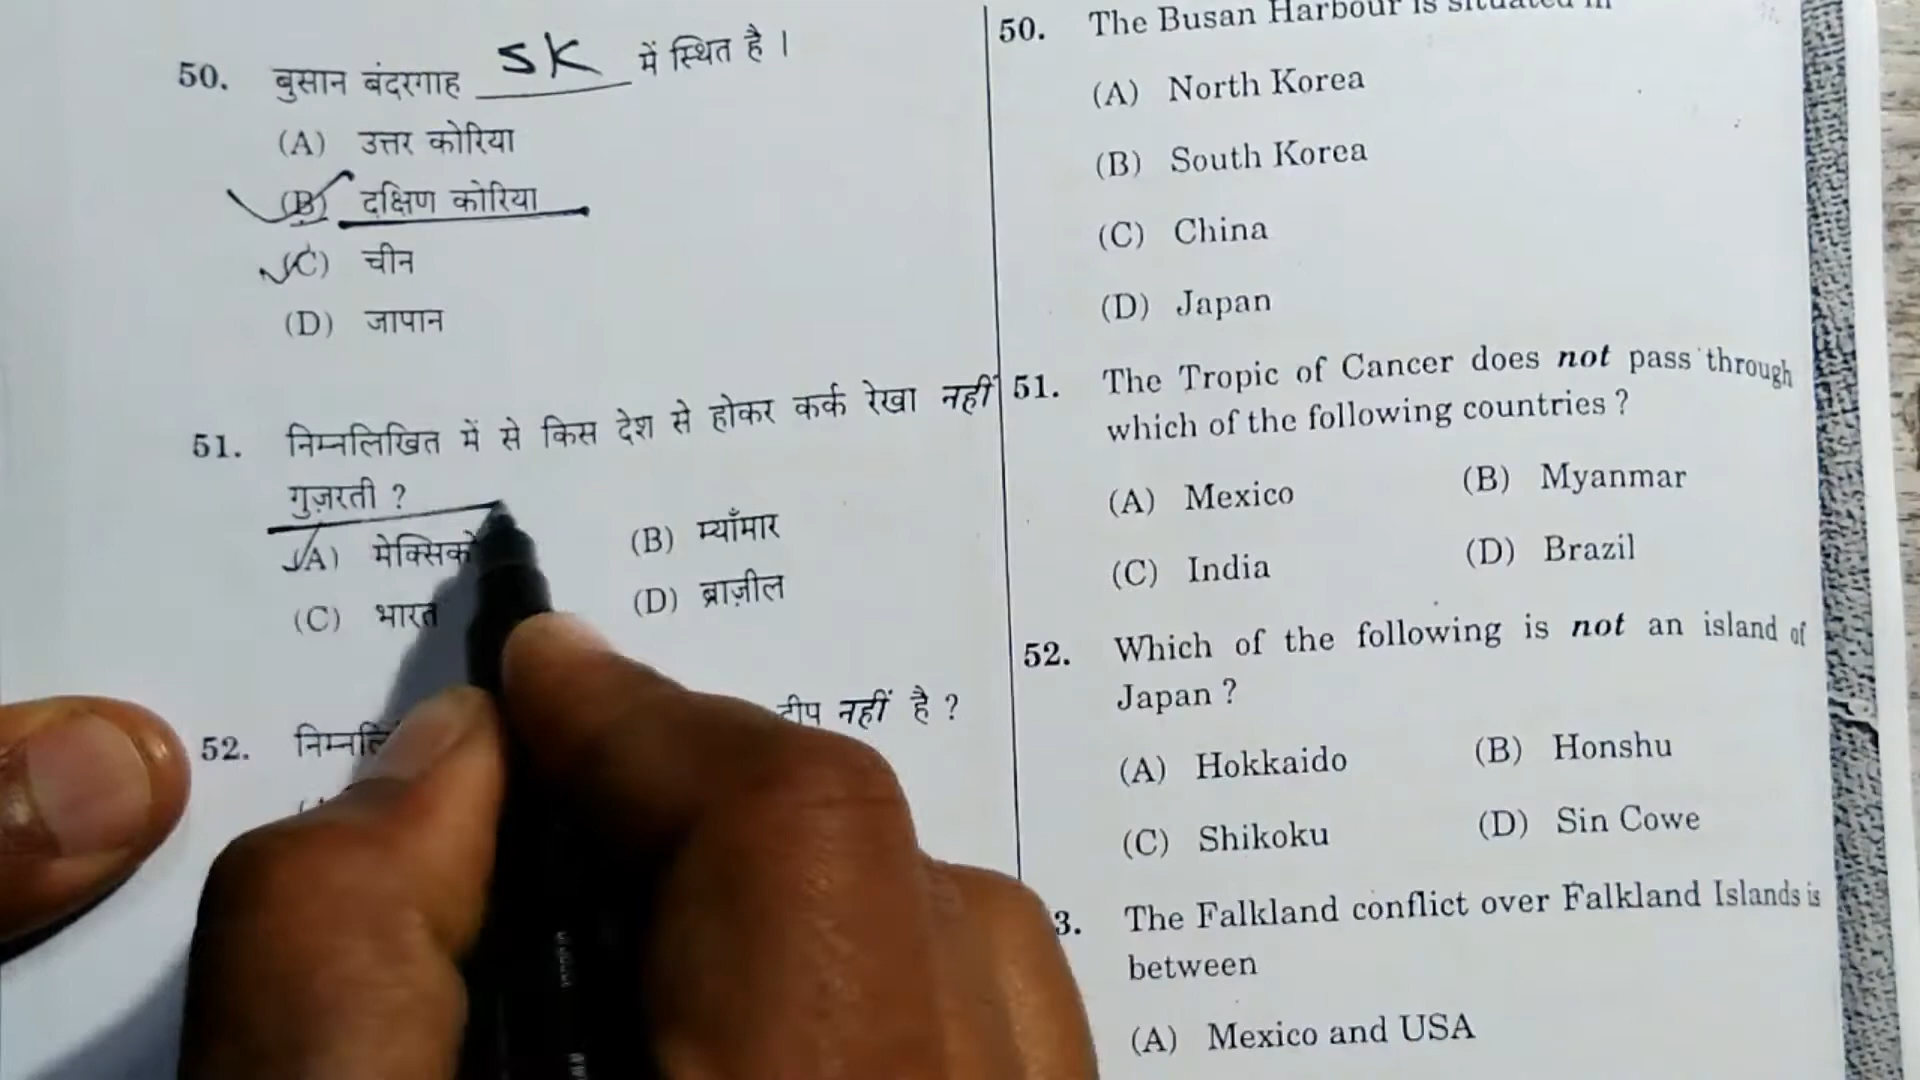 50. बुसान बंदरगाह SK में स्थित है ।
(A) उत्तर कोरिया
(B) दक्षिण कोरिया
(C) चीन
(D) जापान
51. निम्नलिखित में से किस देश से होकर कर्क रेखा नहीं
गुज़रती ?
(A) मेक्सिको
(B) म्याँमार
(C) भारत
(D) ब्राज़ील
52. द्वीप नहीं है ?
50. The Busan Harbour is situated in
(A) North Korea
(B) South Korea
(C) China
(D) Japan
51. The Tropic of Cancer does not pass through
which of the following countries ?
(A) Mexico
(B) Myanmar
(C) India
(D) Brazil
52. Which of the following is not an island of
Japan ?
(A) Hokkaido
(B) Honshu
(C) Shikoku
(D) Sin Cowe
3. The Falkland conflict over Falkland Islands is
between
(A) Mexico and USA